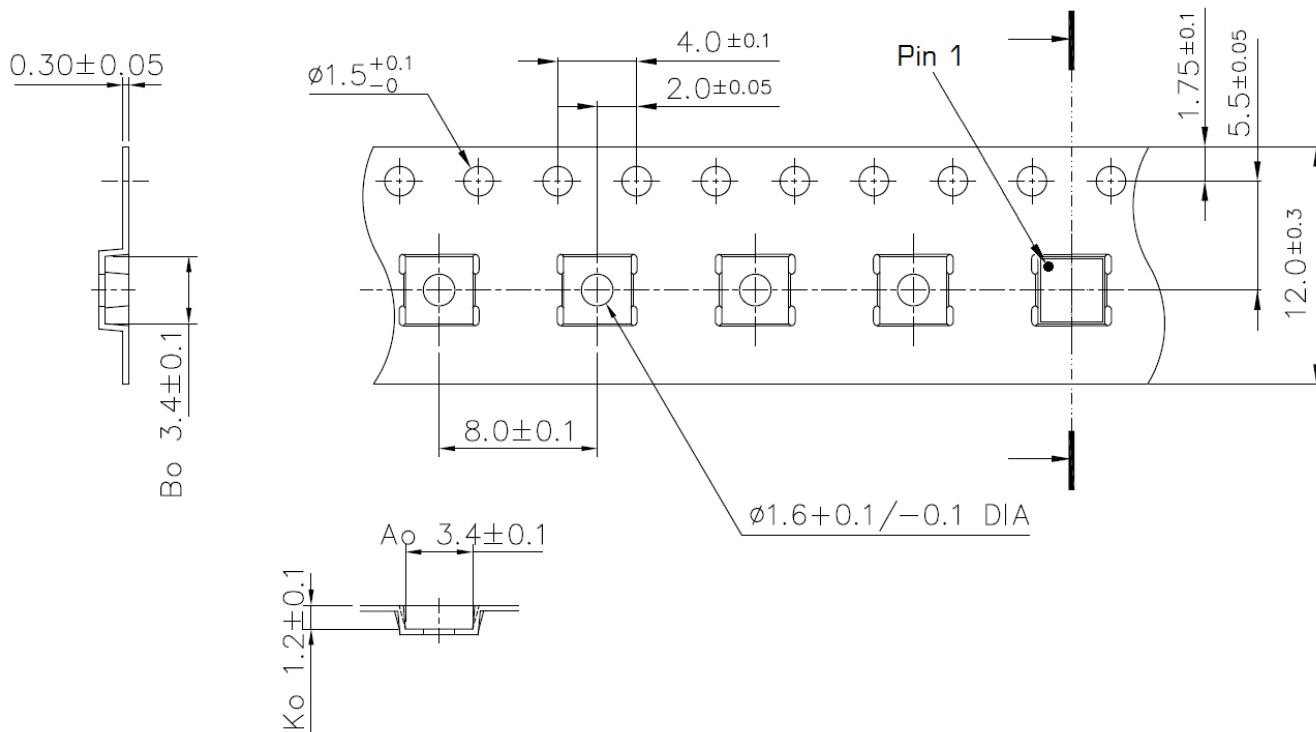 0.30±0.05
ø1.5 +0.1 -0
4.0 ±0.1
2.0±0.05
Pin 1
1.75±0.1
5.5±0.05
12.0±0.3
Bo 3.4±0.1
8.0±0.1
ø1.6+0.1/-0.1 DIA
Ao 3.4±0.1
Ko 1.2±0.1